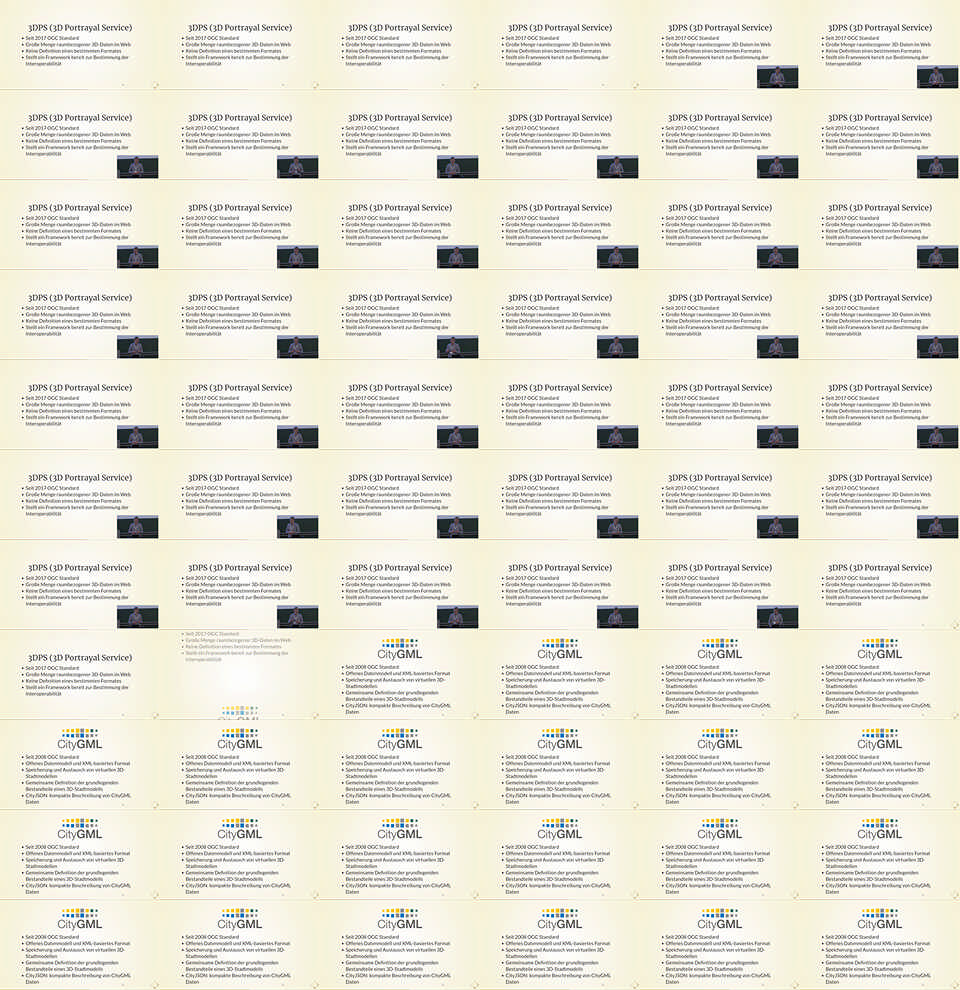 3DPS (3D Portrayal Service)
• Seit 2017 OGC Standard
• Große Menge raumbezogener 3D-Daten im Web
• Keine Definition eines bestimmten Formates
• Stellt ein Framework bereit zur Bestimmung der
Interoperabilität
CityGML
• Seit 2008 OGC Standard
• Offenes Datenmodell und XML-basiertes Format
• Speicherung und Austausch von virtuellen 3D-
Stadtmodellen
• Gemeinsame Definition der grundlegenden
Bestandteile eines 3D-Stadtmodells
• CityJSON: kompakte Beschreibung von CityGML
Daten